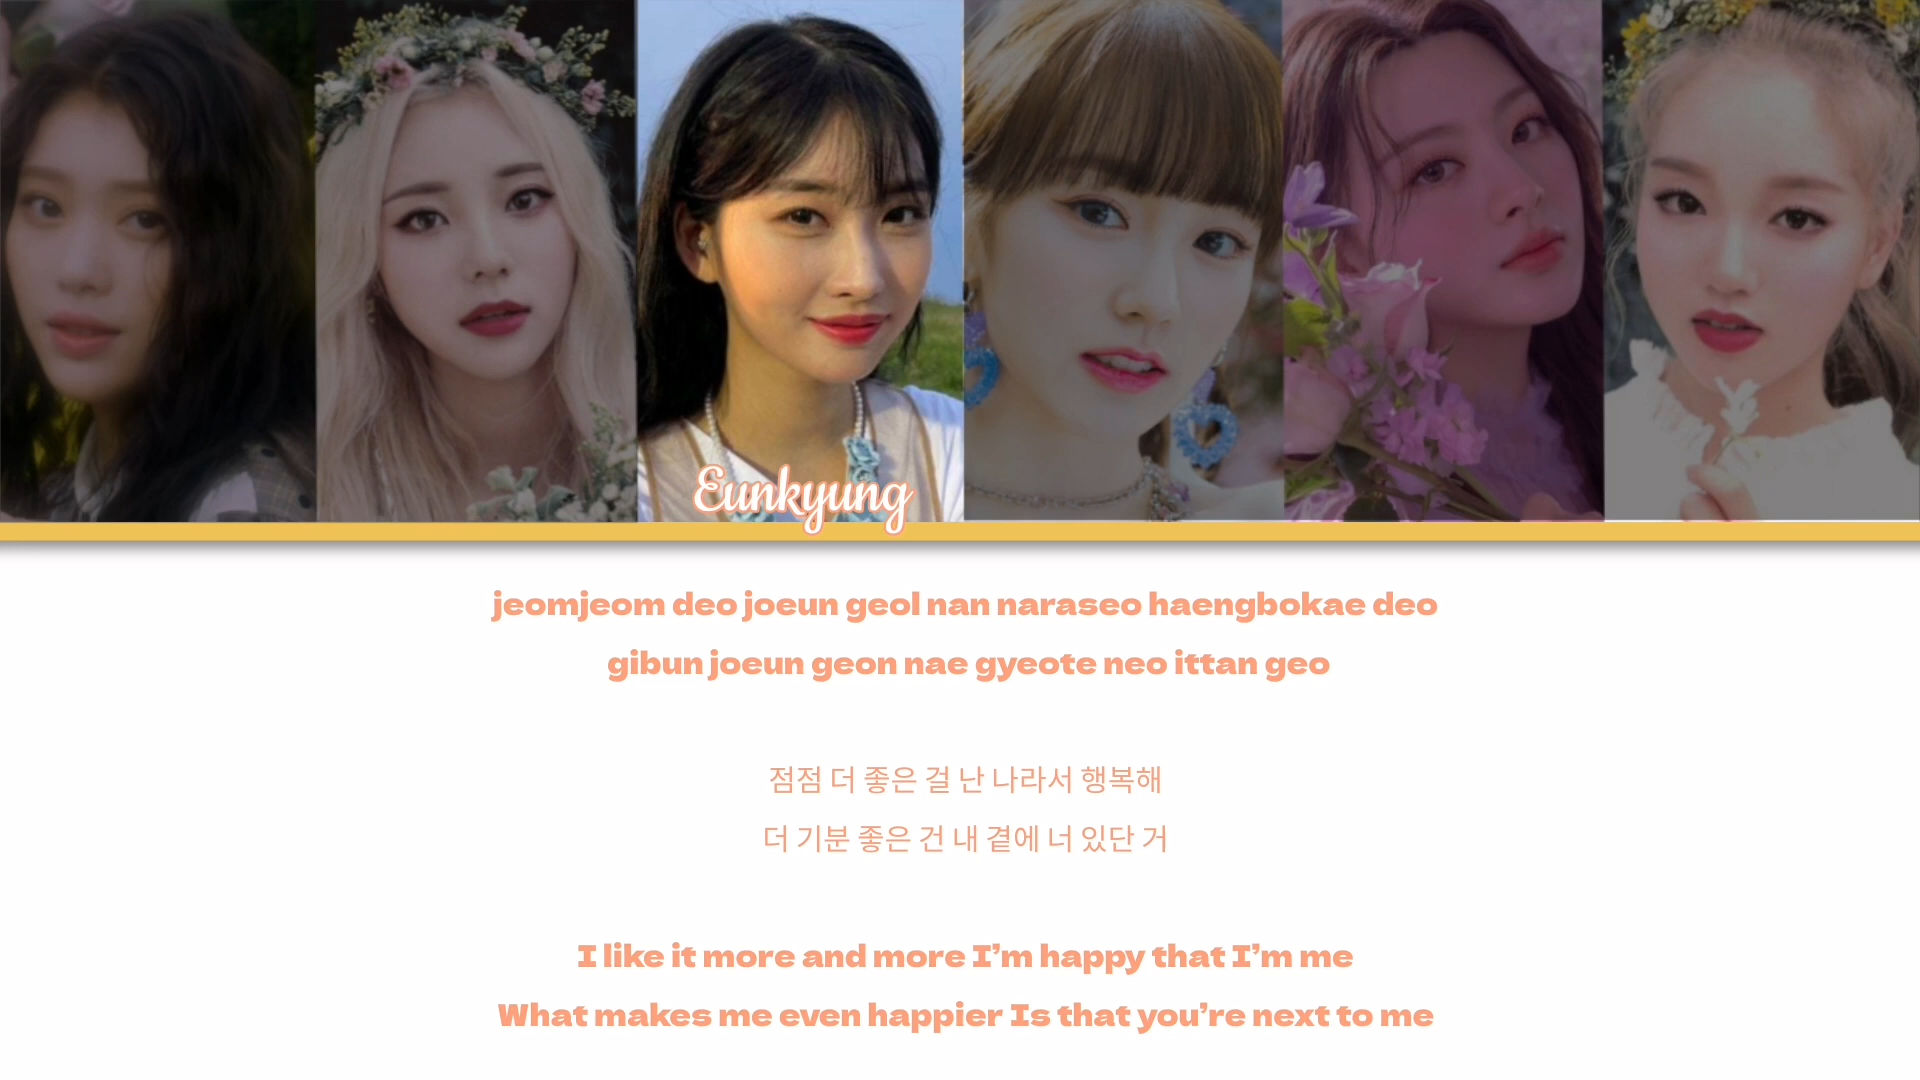 Eunkyung
jeomjeom deo joeun geol nan naraseo haengbokae deo
gibun joeun geon nae gyeote neo ittan geo
점점 더 좋은 걸 난 나라서 행복해
더 기분 좋은 건 내 곁에 너 있단 거
I like it more and more I’m happy that I’m me
What makes me even happier Is that you’re next to me